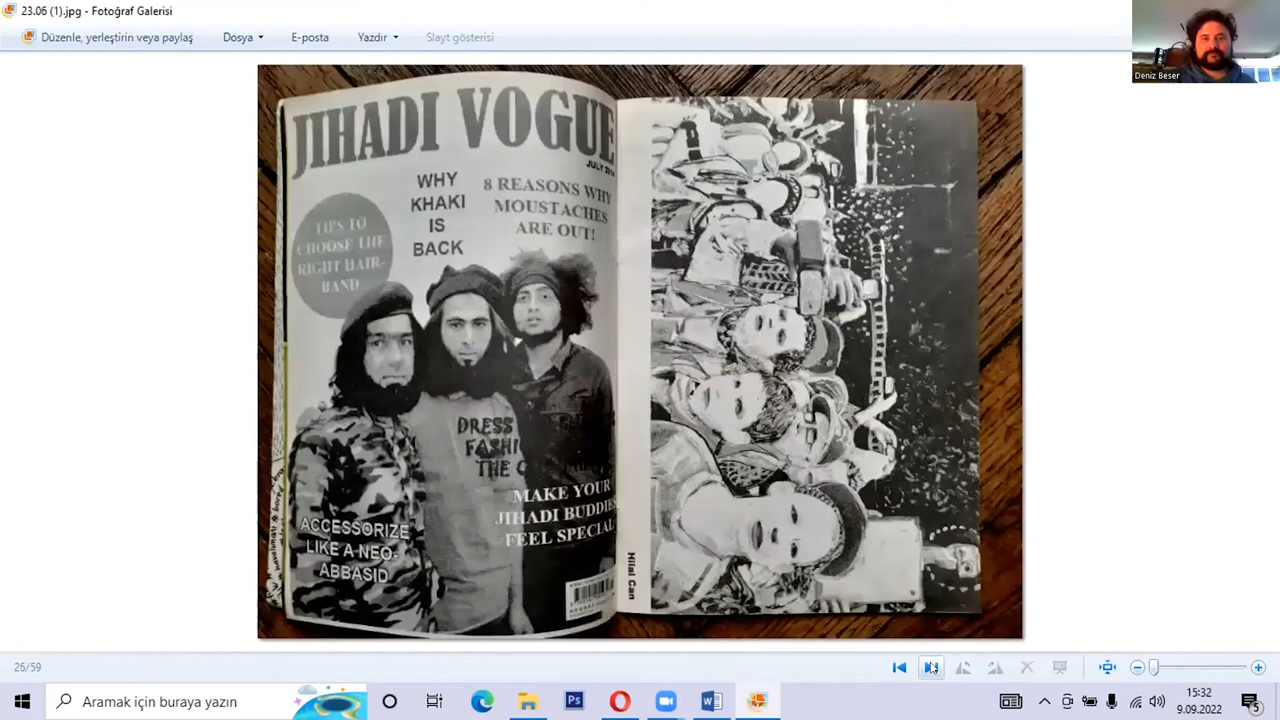 23.06 (1).jpg - Fotoğraf Galerisi
Düzenle, yerleştirin veya paylaş
Dosya
E-posta
Yazdır
Slayt gösterisi
Deniz Beser
JIHADI VOGUE
JULY
WHY
KHAKI
IS
BACK
8 REASONS WHY
MOUSTACHES
ARE OUT!
TIPS TO
CHOOSE THE
RIGHT HAIR-
BAND
DRESS
FASHI
THE
MAKE YOUR
JIHADI BUDDIES
FEEL SPECIAL
ACCESSORIZE
LIKE A NEO-
ABBASID
Hilal Can
26/59
Aramak için buraya yazın
15:32
9.09.2022
5